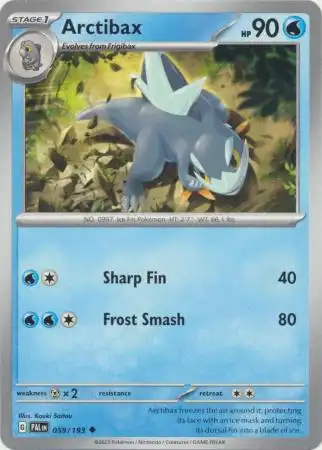 STAGE 1
Arctibax
HP 90
Evolves from Frigibax
NO. 0997 Ice Fin Pokémon HT: 2'7" WT: 66.1 lbs.
Sharp Fin 40
Frost Smash 80
weakness ×2 resistance retreat
Illus. Kouki Saitou
G PAL EN 059/193
Arctibax freezes the air around it, protecting
its face with an ice mask and turning
its dorsal fin into a blade of ice.
©2023 Pokémon / Nintendo / Creatures / GAME FREAK